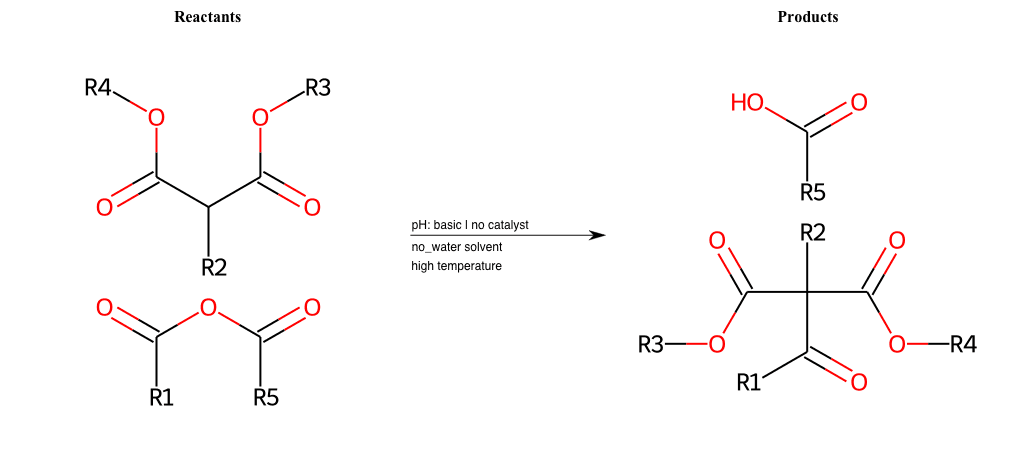 Reactants
Products
R4
R3
O
O
O
O
R2
O
O
O
R1
R5
pH: basic | no catalyst
no_water solvent
high temperature
HO
O
R5
R2
O
O
R3
O
O
R4
R1
O